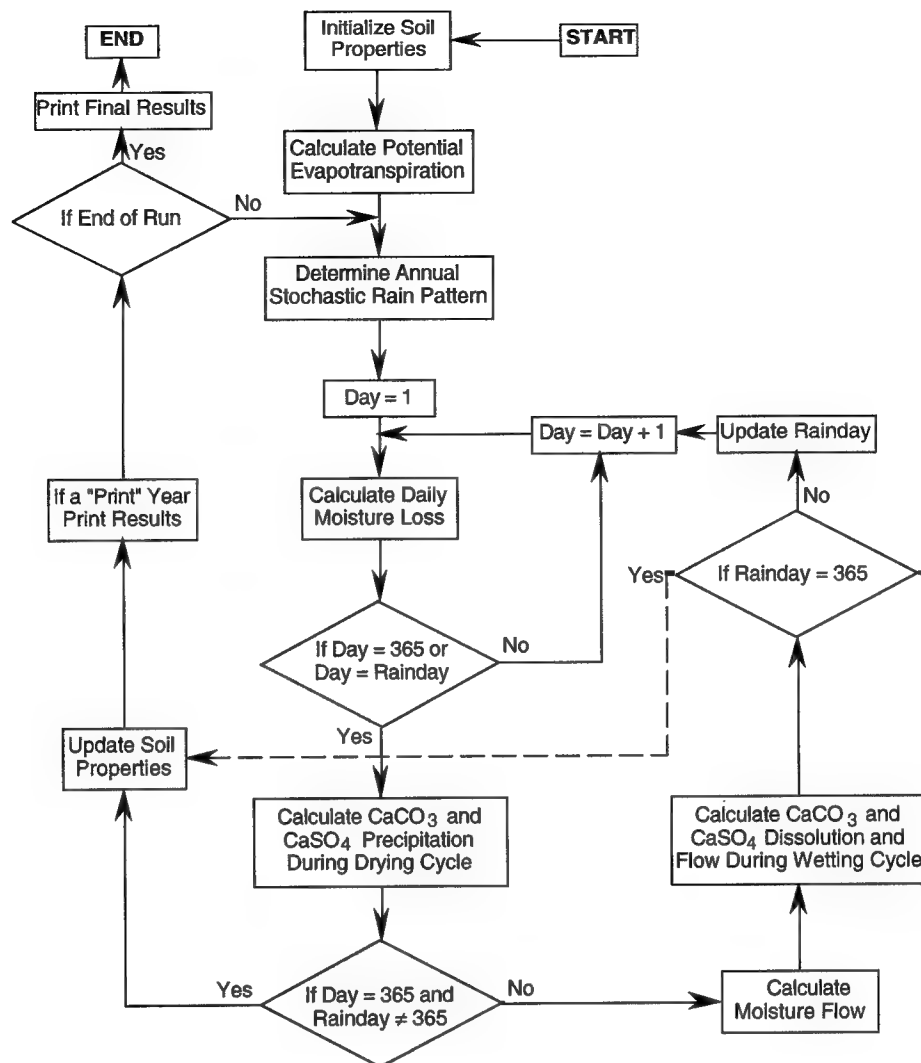 END
Initialize Soil
Properties
START
Print Final Results
Yes
Calculate Potential
Evapotranspiration
If End of Run
No
Determine Annual
Stochastic Rain Pattern
Day = 1
Day = Day + 1
Update Rainday
If a "Print" Year
Print Results
Calculate Daily
Moisture Loss
No
Yes
If Rainday = 365
If Day = 365 or
Day = Rainday
No
Yes
Update Soil
Properties
Calculate CaCO3 and
CaSO4 Precipitation
During Drying Cycle
Calculate CaCO3 and
CaSO4 Dissolution and
Flow During Wetting Cycle
Yes
If Day = 365 and
Rainday ≠ 365
No
Calculate
Moisture Flow